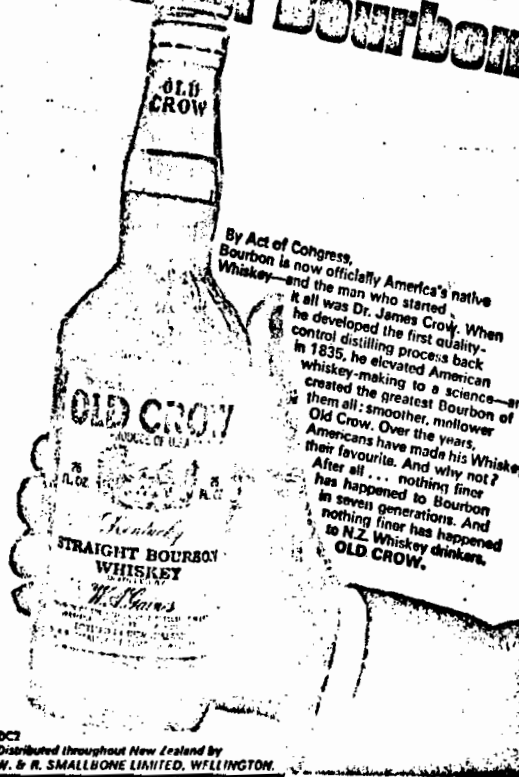 Bourbon
OLD
CROW
By Act of Congress,
Bourbon is now officially America's native
Whiskey—and the man who started
it all was Dr. James Crow. When
he developed the first quality-
control distilling process back
in 1835, he elevated American
whiskey-making to a science—an
created the greatest Bourbon of
them all: smoother, mellower
Old Crow. Over the years,
Americans have made his Whiskey
their favourite. And why not?
After all ... nothing finer
has happened to Bourbon
in seven generations. And
nothing finer has happened
to N.Z. Whiskey drinkers.
OLD CROW.
OLD CROW
PRODUCE OF U.S.A.
Kentucky
STRAIGHT BOURBON
WHISKEY
Distributed throughout New Zealand by
& R. SMALLBONE LIMITED, WELLINGTON.